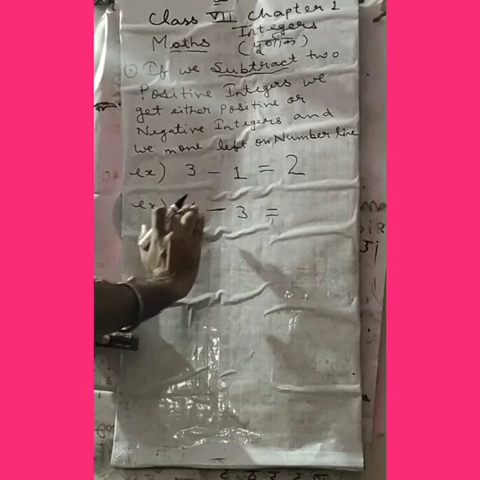 Class VII Chapter 1
Integers
Maths (पूर्णांक)
① If we Subtract two
Positive Integers we
get either Positive or
Negative Integers and
we move left on Number line
ex) 3 - 1 = 2
ex) - 3 =